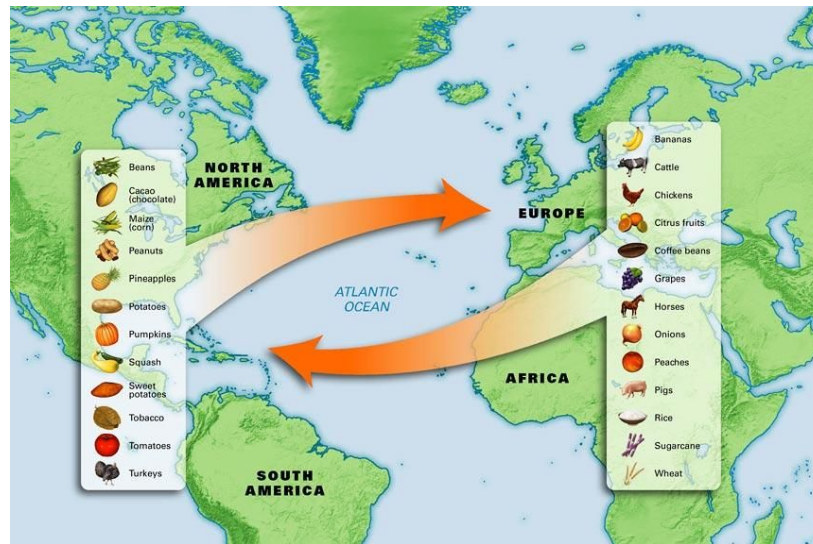 Beans
Cacao
(chocolate)
Maize
(corn)
Peanuts
Pineapples
Potatoes
Pumpkins
Squash
Sweet
potatoes
Tobacco
Tomatoes
Turkeys
NORTH
AMERICA
ATLANTIC
OCEAN
SOUTH
AMERICA
EUROPE
AFRICA
Bananas
Cattle
Chickens
Citrus fruits
Coffee beans
Grapes
Horses
Onions
Peaches
Pigs
Rice
Sugarcane
Wheat